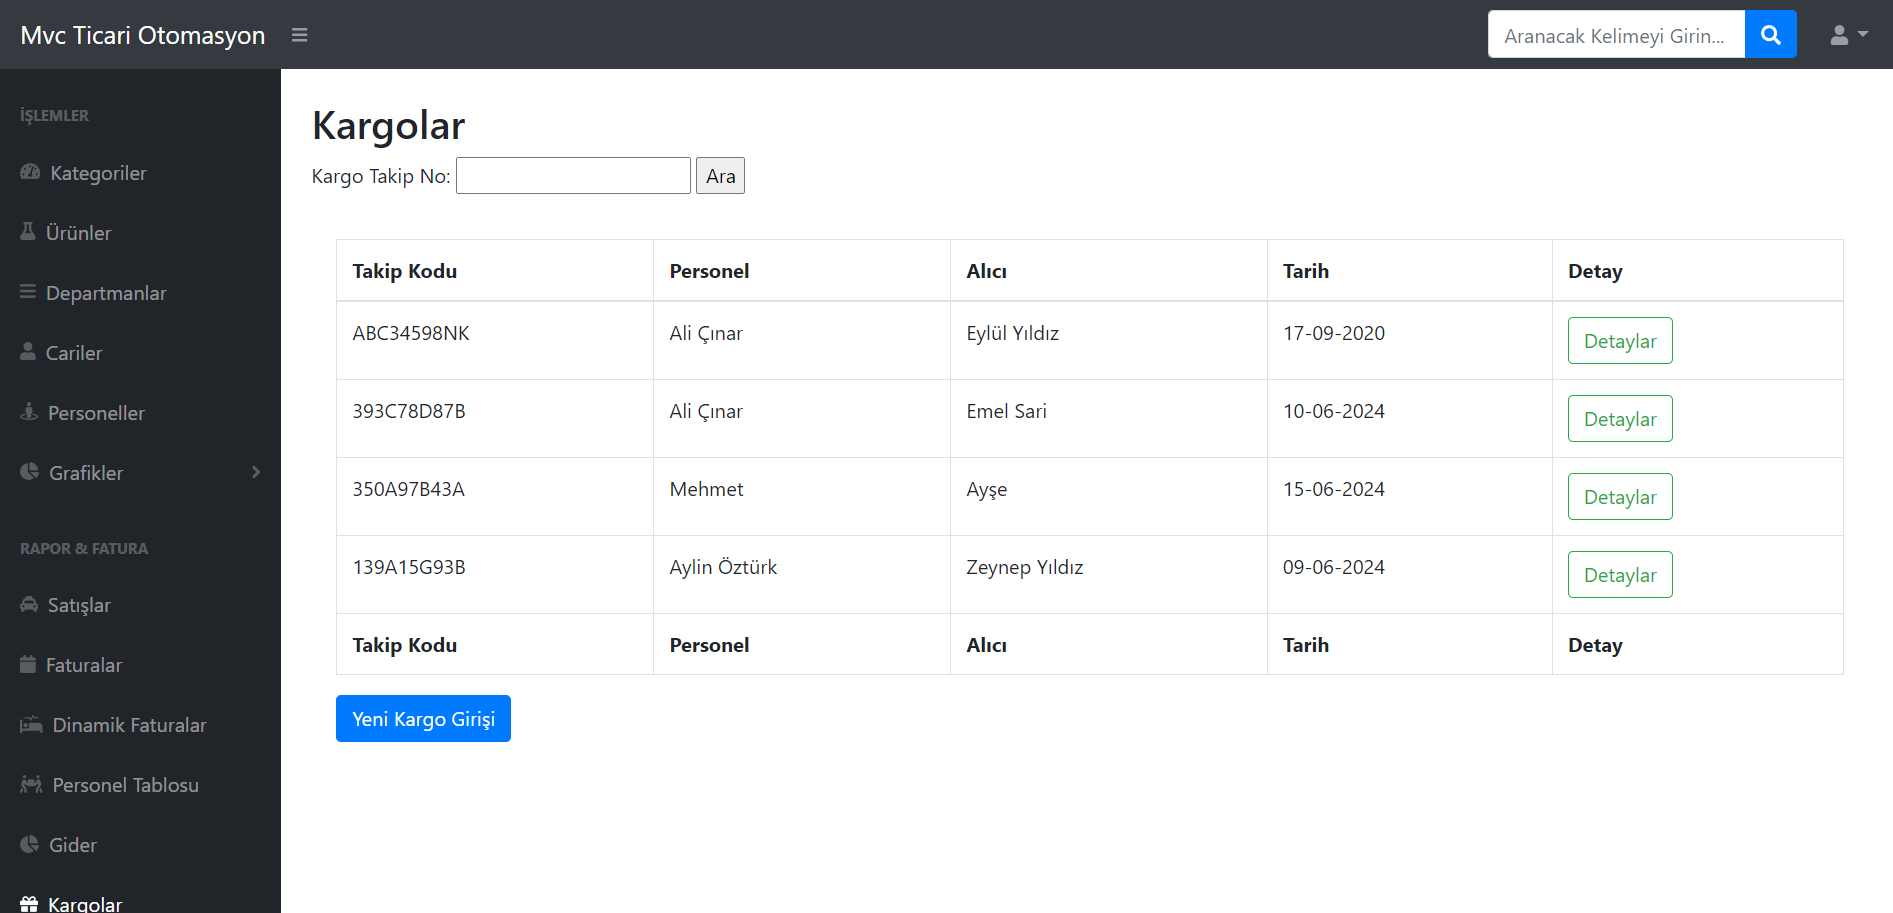 Mvc Ticari Otomasyon
Aranacak Kelimeyi Girin...
İŞLEMLER
Kategoriler
Ürünler
Departmanlar
Cariler
Personeller
Grafikler
RAPOR & FATURA
Satışlar
Faturalar
Dinamik Faturalar
Personel Tablosu
Gider
Kargolar
Kargolar
Kargo Takip No: Ara
Takip Kodu Personel Alıcı Tarih Detay
ABC34598NK Ali Çınar Eylül Yıldız 17-09-2020 Detaylar
393C78D87B Ali Çınar Emel Sari 10-06-2024 Detaylar
350A97B43A Mehmet Ayşe 15-06-2024 Detaylar
139A15G93B Aylin Öztürk Zeynep Yıldız 09-06-2024 Detaylar
Takip Kodu Personel Alıcı Tarih Detay
Yeni Kargo Girişi